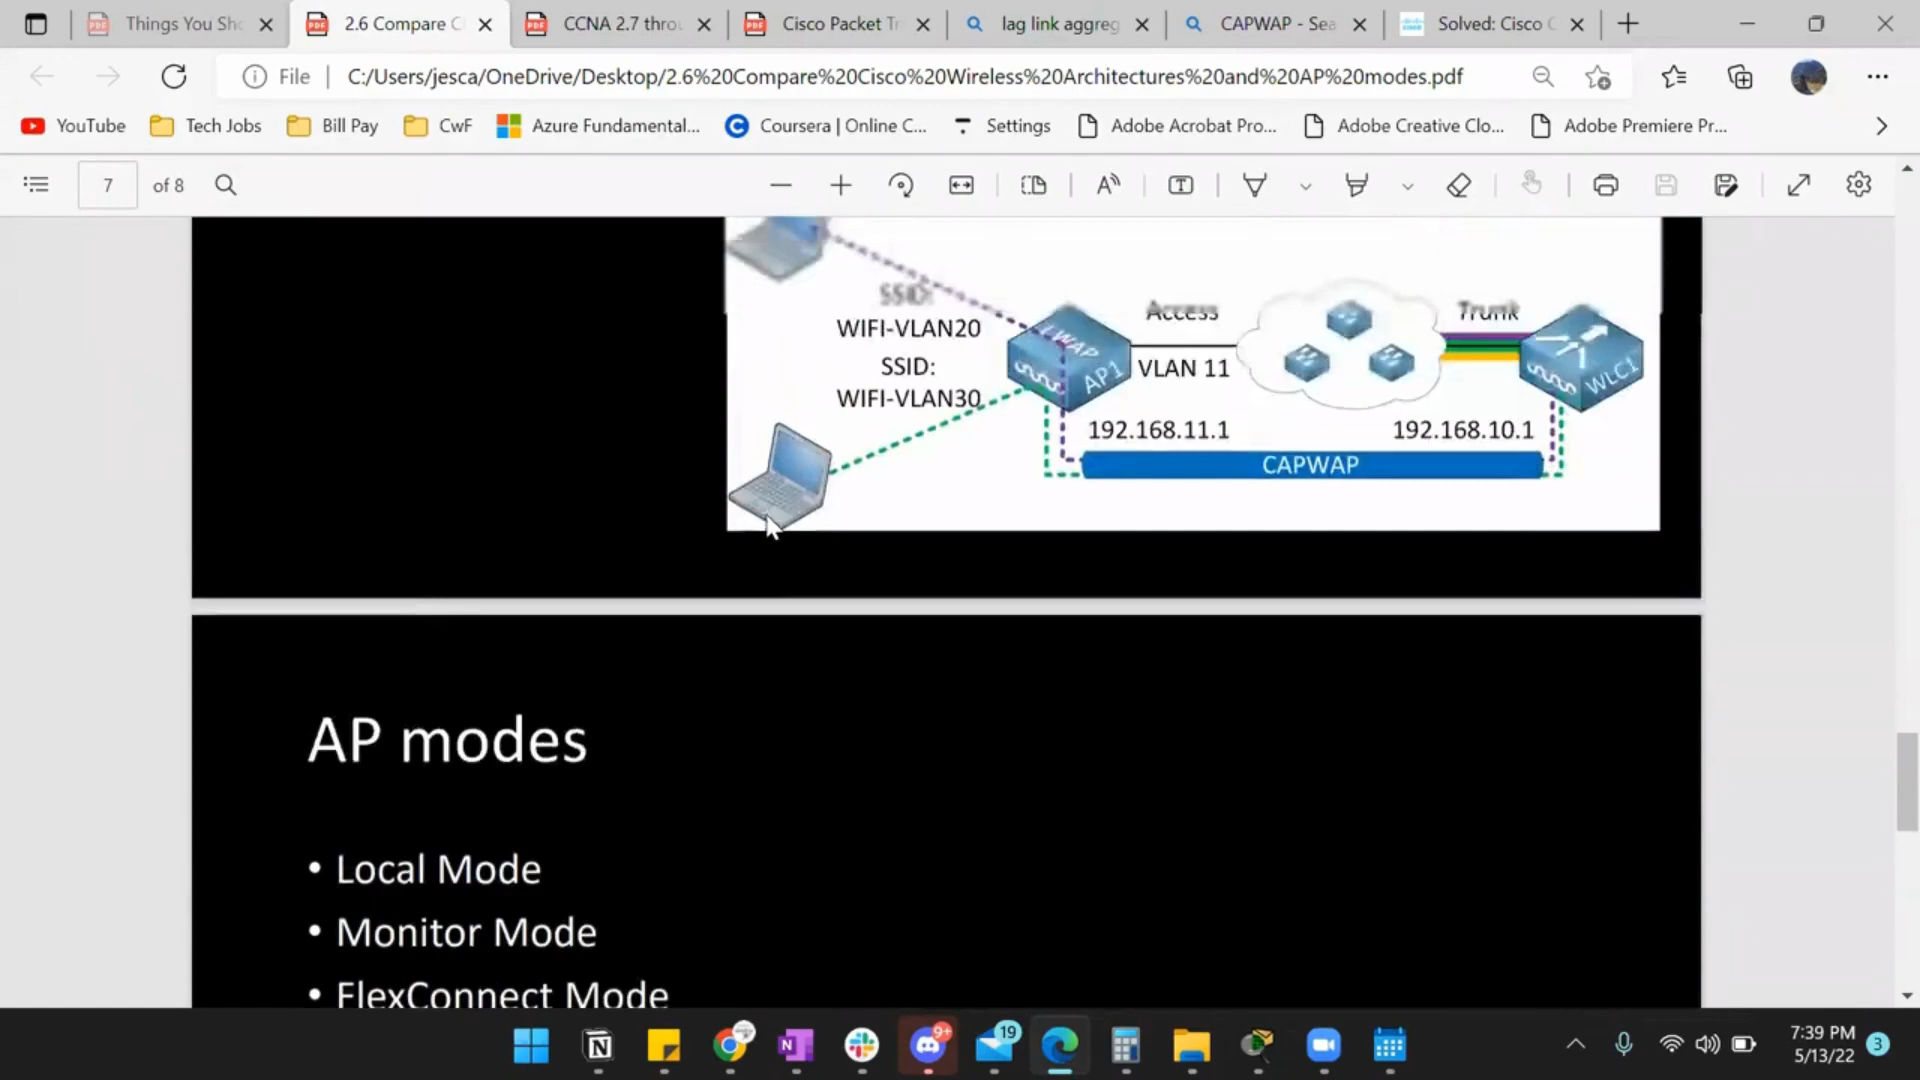 Things You Sho
2.6 Compare C
CCNA 2.7 throu
Cisco Packet Tr
lag link aggreg
CAPWAP - Sea
Solved: Cisco C
File
C:/Users/jesca/OneDrive/Desktop/2.6%20Compare%20Cisco%20Wireless%20Architectures%20and%20AP%20modes.pdf
YouTube
Tech Jobs
Bill Pay
CwF
Azure Fundamental...
Coursera | Online C...
Settings
Adobe Acrobat Pro...
Adobe Creative Clo...
Adobe Premiere Pr...
7 of 8
SSID:
WIFI-VLAN20
SSID:
WIFI-VLAN30
LWAP
AP1
Access
VLAN 11
Trunk
WLC1
192.168.11.1
192.168.10.1
CAPWAP
AP modes
• Local Mode
• Monitor Mode
• FlexConnect Mode
9+
19
7:39 PM
5/13/22
3